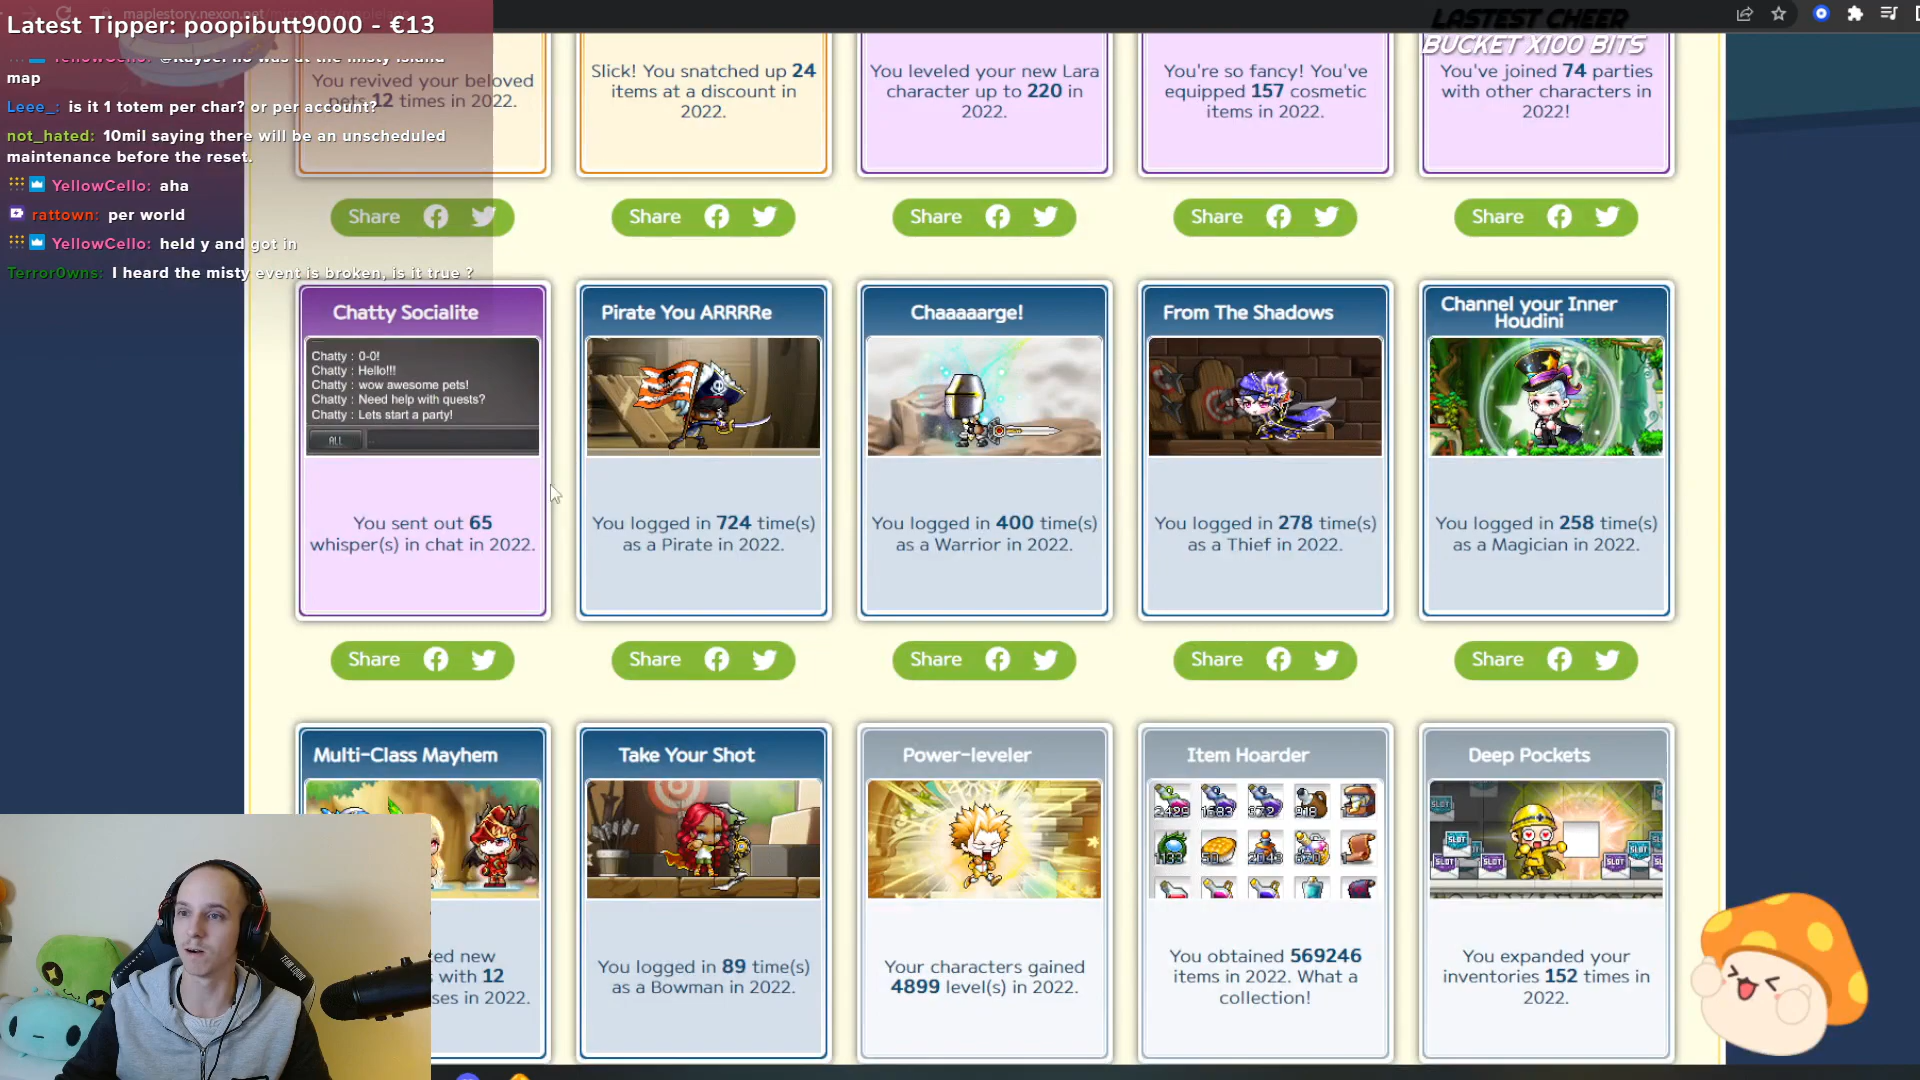 Latest Tipper: poopibutt9000 - €13
LASTEST CHEER
BUCKET X100 BITS
map
Leee_: is it 1 totem per char? or per account?
not_hated: 10mil saying there will be an unscheduled
maintenance before the reset.
YellowCello: aha
rattown: per world
YellowCello: held y and got in
TerrorOwns: I heard the misty event is broken, is it true ?
You revived your beloved
pets 12 times in 2022.
Slick! You snatched up 24
items at a discount in
2022.
You leveled your new Lara
character up to 220 in
2022.
You're so fancy! You've
equipped 157 cosmetic
items in 2022.
You've joined 74 parties
with other characters in
2022!
Share
Share
Share
Share
Share
Chatty Socialite
Chatty : 0-0!
Chatty : Hello!!!
Chatty : wow awesome pets!
Chatty : Need help with quests?
Chatty : Lets start a party!
ALL
You sent out 65
whisper(s) in chat in 2022.
Pirate You ARRRRe
You logged in 724 time(s)
as a Pirate in 2022.
Chaaaaarge!
You logged in 400 time(s)
as a Warrior in 2022.
From The Shadows
You logged in 278 time(s)
as a Thief in 2022.
Channel your Inner
Houdini
You logged in 258 time(s)
as a Magician in 2022.
Share
Share
Share
Share
Share
Multi-Class Mayhem
ed new
with 12
ses in 2022.
Take Your Shot
You logged in 89 time(s)
as a Bowman in 2022.
Power-leveler
Your characters gained
4899 level(s) in 2022.
Item Hoarder
You obtained 569246
items in 2022. What a
collection!
Deep Pockets
SLOT
SLOT
SLOT
You expanded your
inventories 152 times in
2022.